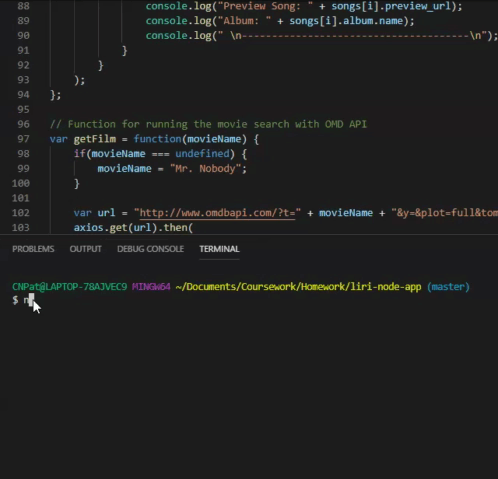 88 console.log("Preview Song: " + songs[i].preview_url);
89 console.log("Album: " + songs[i].album.name);
90 console.log(" \n--------------------------------------\n");
91 }
92 }
93 );
94 };
95
96 // Function for running the movie search with OMD API
97 var getFilm = function(movieName) {
98 if(movieName === undefined) {
99 movieName = "Mr. Nobody";
100 }
101
102 var url = "http://www.omdbapi.com/?t=" + movieName + "&y=&plot=full&tom
103 axios.get(url).then(
PROBLEMS OUTPUT DEBUG CONSOLE TERMINAL
CNPat@LAPTOP-78AJVEC9 MINGW64 ~/Documents/Coursework/Homework/liri-node-app (master)
$ n